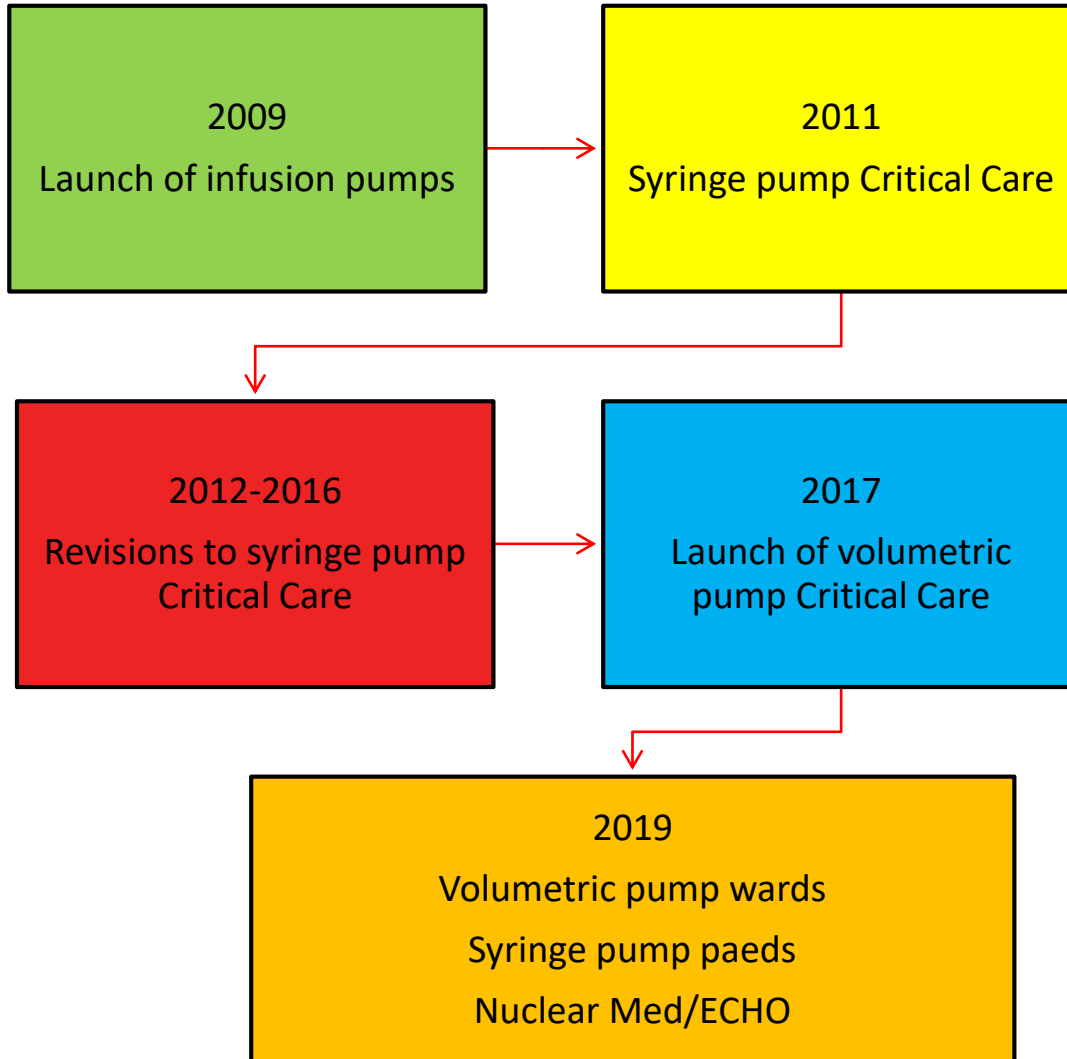 2009
Launch of infusion pumps
2011
Syringe pump Critical Care
2012-2016
Revisions to syringe pump
Critical Care
2017
Launch of volumetric
pump Critical Care
2019
Volumetric pump wards
Syringe pump paeds
Nuclear Med/ECHO